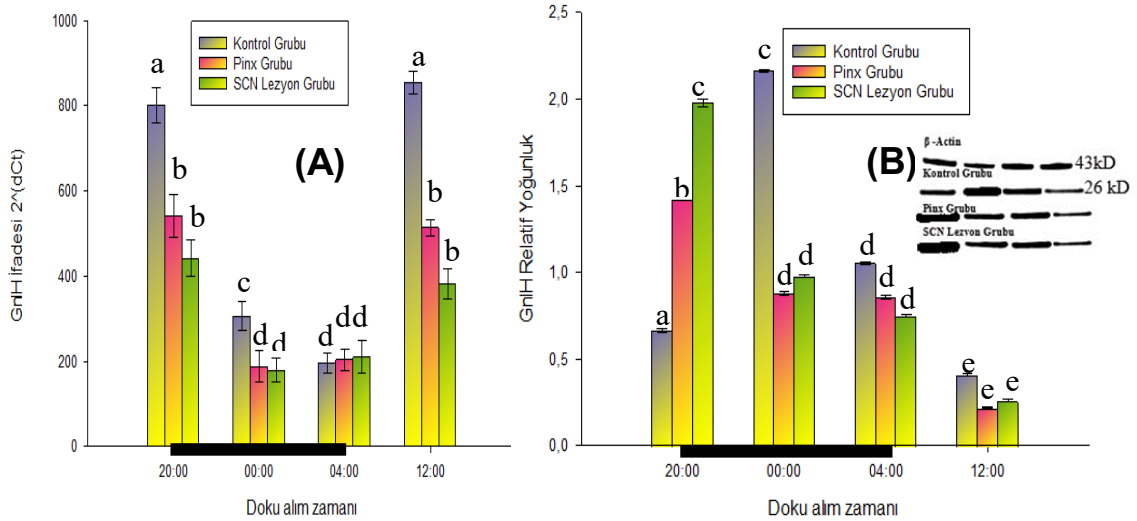 1000
800
600
400
200
0
GnIH İfadesi 2^(dCt)
Kontrol Grubu
Pinx Grubu
SCN Lezyon Grubu
(A)
a
b
b
c
d
d
d
d
d
a
b
b
20:00
00:00
04:00
12:00
Doku alım zamanı
2,5
2,0
1,5
1,0
0,5
0,0
GnIH Relatif Yoğunluk
Kontrol Grubu
Pinx Grubu
SCN Lezyon Grubu
(B)
β -Actin
43kD
Kontrol Grubu
26 kD
Pinx Grubu
SCN Lezyon Grubu
a
b
c
c
d
d
d
d
d
e
e
e
20:00
00:00
04:00
12:00
Doku alım zamanı